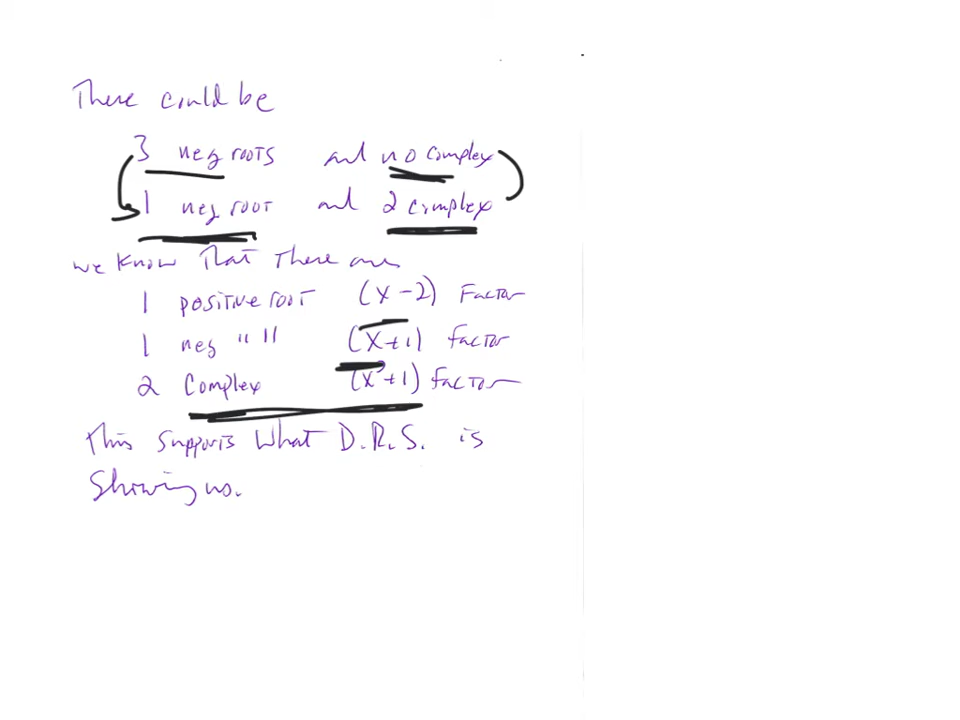 There could be
3 neg roots and no complex
1 neg root and 2 complex
we know That There are
1 positive root (x-2) Factor
1 neg " " (x+1) factor
2 Complex (x²+1) factor
This supports What D.R.S. is
Showing us.